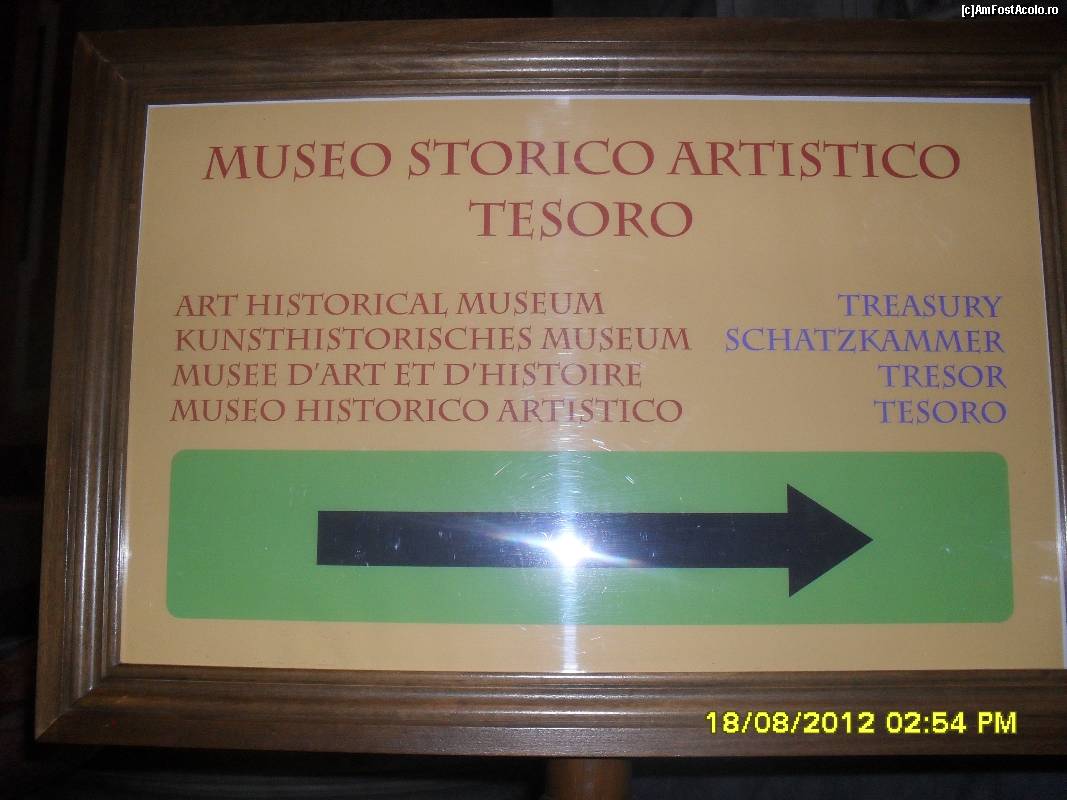 [c]AmFostAcolo.ro
MUSEO STORICO ARTISTICO
TESORO
ART HISTORICAL MUSEUM TREASURY
KUNSTHISTORISCHES MUSEUM SCHATZKAMMER
MUSEE D'ART ET D'HISTOIRE TRESOR
MUSEO HISTORICO ARTISTICO TESORO
18/08/2012 02:54 PM